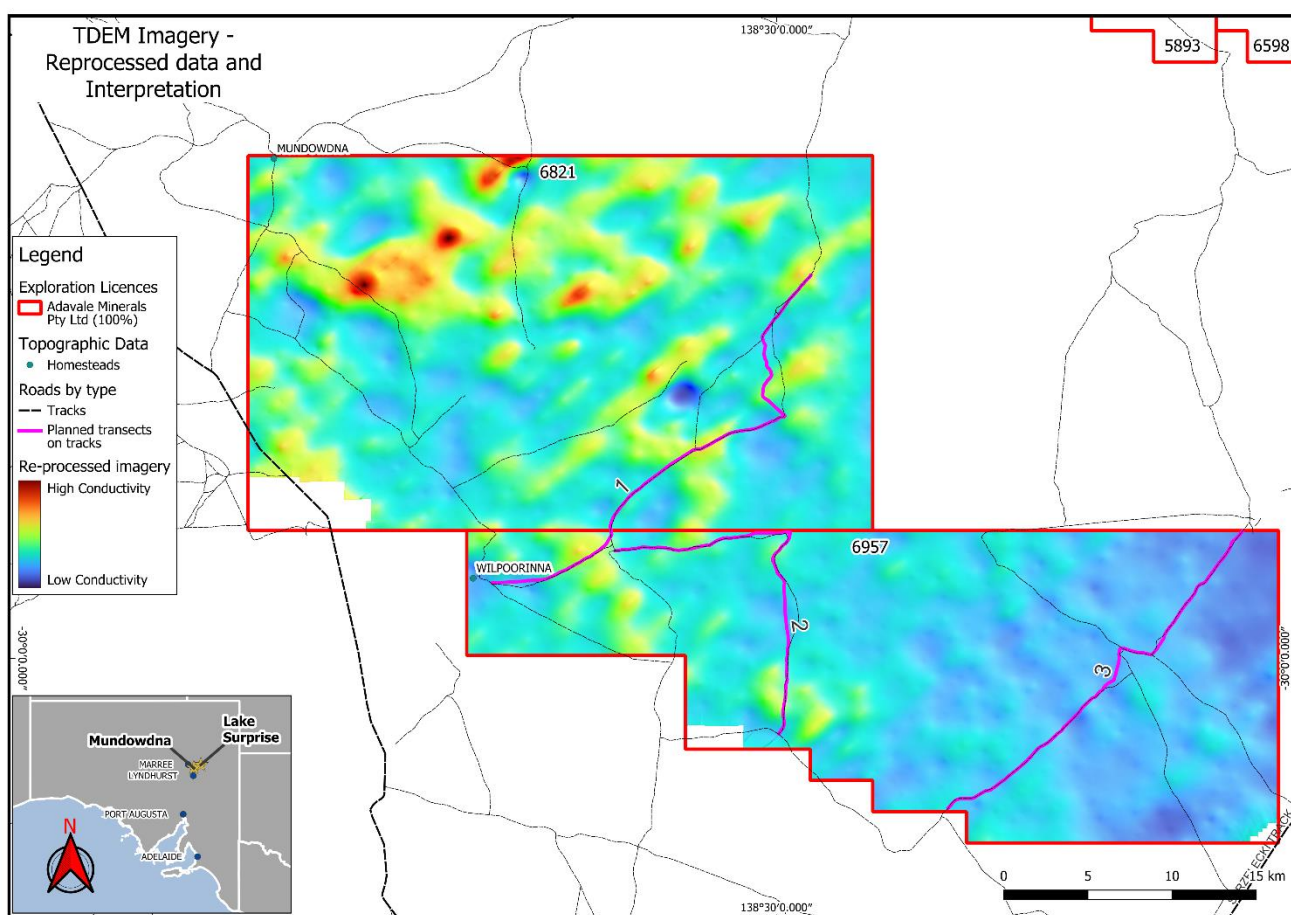 TDEM Imagery -
Reprocessed data and
Interpretation
138°30'0.000"
5893
6598
MUNDOWDNA
6821
Legend
Exploration Licences
Adavale Minerals
Pty Ltd (100%)
Topographic Data
Homesteads
Roads by type
Tracks
Planned transects
on tracks
Re-processed imagery
High Conductivity
Low Conductivity
1
6957
WILPOORINNA
2
3
-30°0'0.000"
-30°0'0.000"
Mundowdna
Lake
Surprise
MARREE
LYNDHURST
PORT AUGUSTA
ADELAIDE
N
138°30'0.000"
0 5 10 15 km